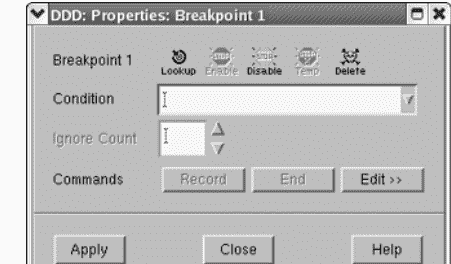 DDD: Properties: Breakpoint 1
Breakpoint 1
Lookup Enable Disable Temp Delete
Condition
Ignore Count
Commands Record End Edit >>
Apply Close Help